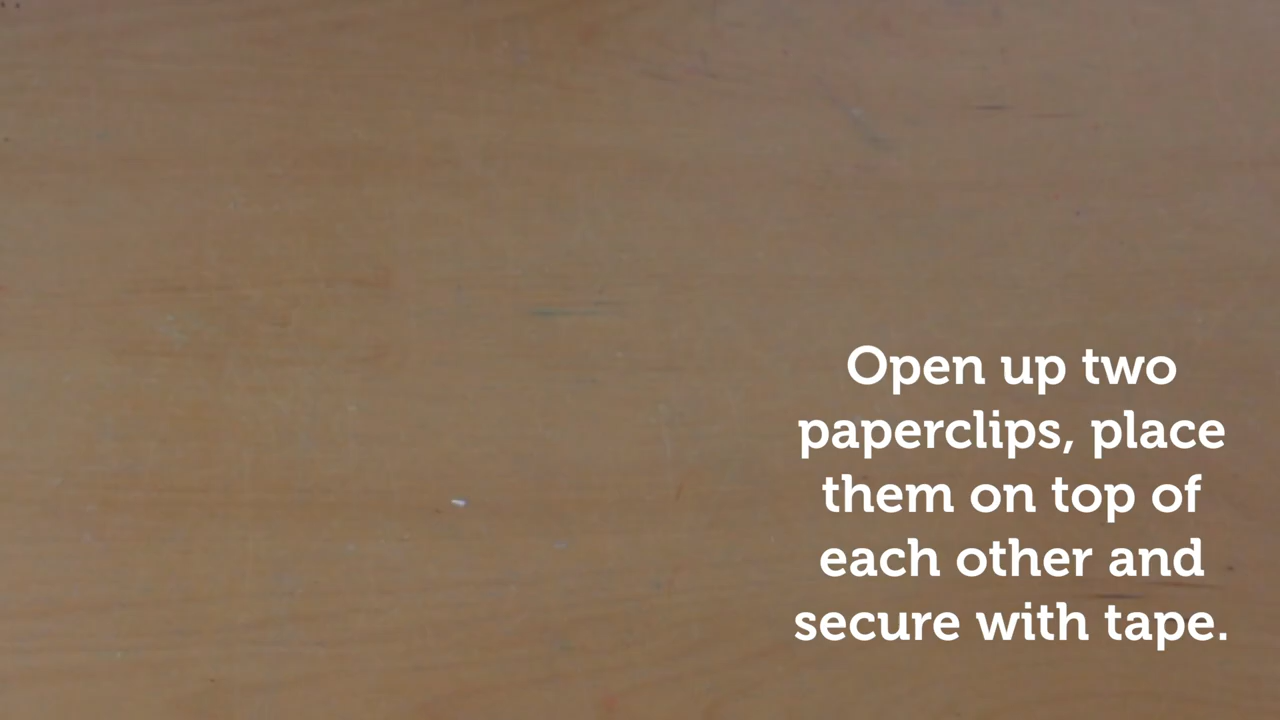 Open up two
paperclips, place
them on top of
each other and
secure with tape.